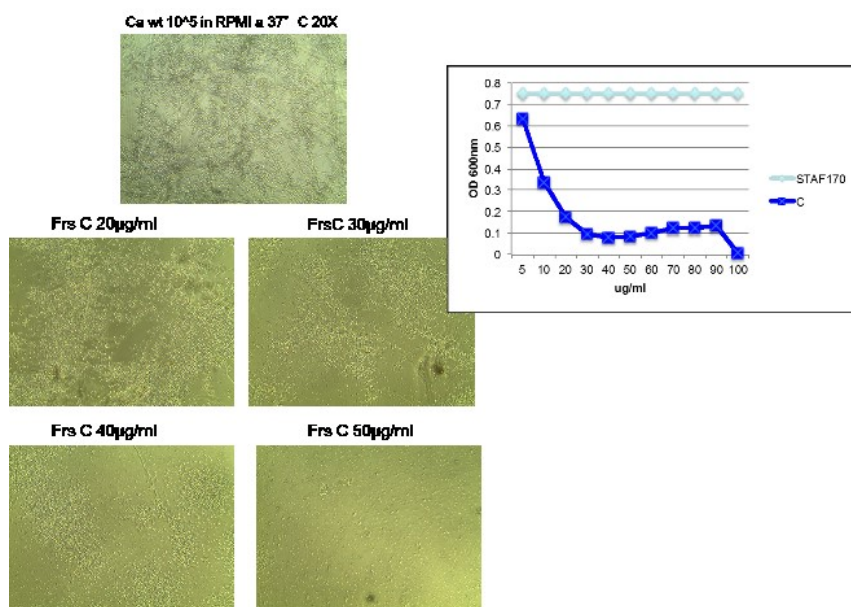 Ca wt 10^5 in RPMI a 37° C 20X
Frs C 20µg/ml
FrsC 30µg/ml
Frs C 40µg/ml
Frs C 50µg/ml
0.8
0.7
0.6
0.5
0.4
0.3
0.2
0.1
0
OD 600nm
5 10 20 30 40 50 60 70 80 90 100
ug/ml
STAF170
C